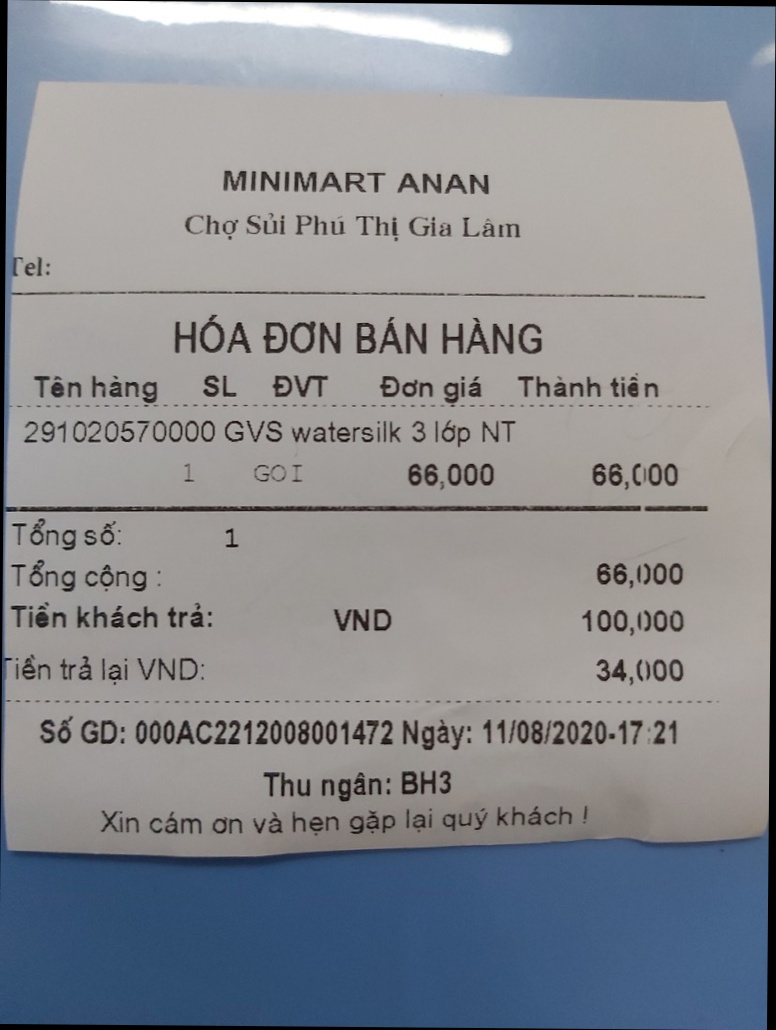 MINIMART ANAN
Chợ Sủi Phú Thị Gia Lâm
Tel:
HÓA ĐƠN BÁN HÀNG
Tên hàng SL ĐVT Đơn giá Thành tiền
291020570000 GVS watersilk 3 lớp NT
1 GOI 66,000 66,000
Tổng số: 1
Tổng cộng : 66,000
Tiền khách trả: VND 100,000
Tiền trả lại VND: 34,000
Số GD: 000AC2212008001472 Ngày: 11/08/2020-17:21
Thu ngân: BH3
Xin cám ơn và hẹn gặp lại quý khách !